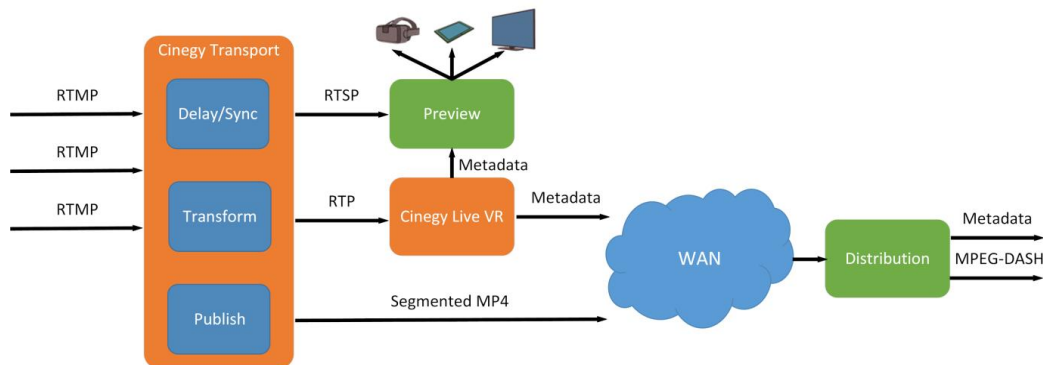 Cinegy Transport
RTMP
Delay/Sync
RTSP
Preview
RTMP
Metadata
RTMP
Transform
RTP
Cinegy Live VR
Metadata
WAN
Distribution
Metadata
MPEG-DASH
Publish
Segmented MP4